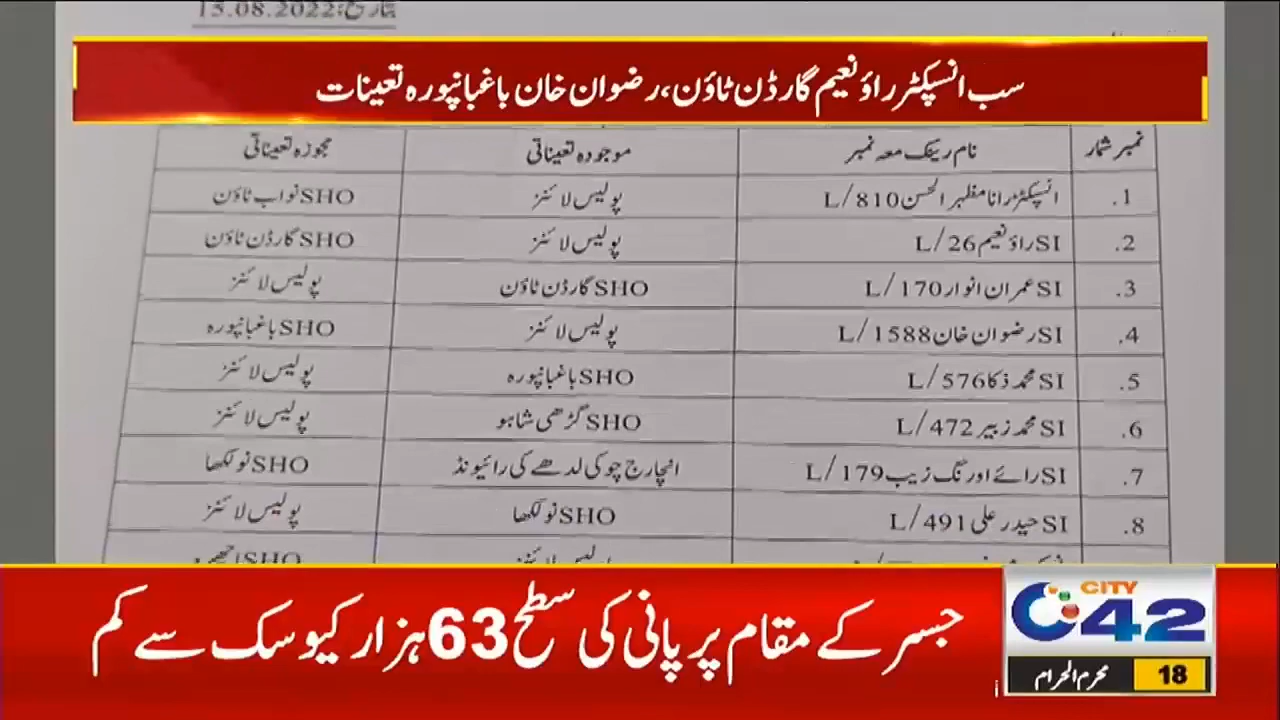 بتاریخ:15.08.2022
سب انسپکٹر راؤ نعیم گارڈن ٹاؤن، رضوان خان باغبانپورہ تعینات
نمبر شمار نام رینک معہ نمبر موجودہ تعیناتی مجوزہ تعیناتی
1. انسپکٹر رانا مظہر الحسن L/810 پولیس لائنز SHO نواب ٹاؤن
2. SI راؤ نعیم L/26 پولیس لائنز SHO گارڈن ٹاؤن
3. SI عمران انوار L/170 SHO گارڈن ٹاؤن پولیس لائنز
4. SI رضوان خان L/1588 پولیس لائنز SHO باغبانپورہ
5. SI محمد ذکا L/576 SHO باغبانپورہ پولیس لائنز
6. SI محمد زبیر L/472 SHO گڑھی شاہو پولیس لائنز
7. SI رائے اورنگ زیب L/179 انچارج چوکی لدھے کی رائیونڈ SHO نولکھا
8. SI حیدر علی L/491 SHO نولکھا پولیس لائنز
پولیس لائنز SHO
جسر کے مقام پر پانی کی سطح 63 ہزار کیوسک سے کم
CITY
42
18 محرم الحرام